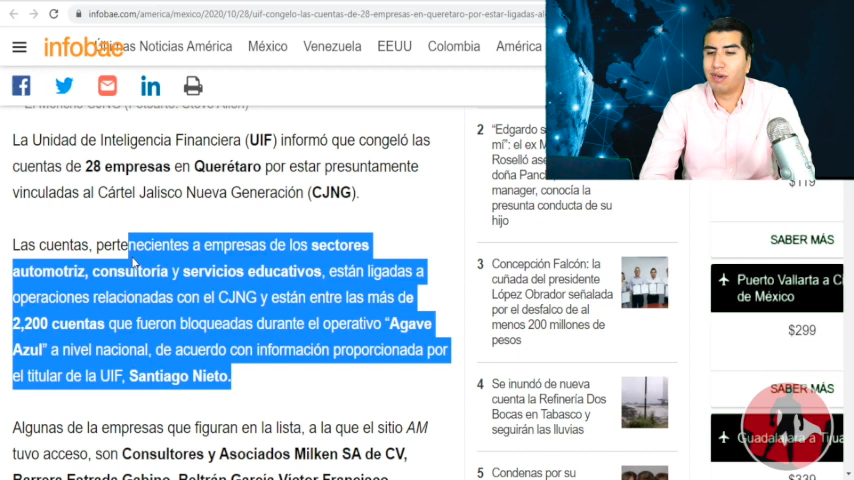 infobae.com/america/mexico/2020/10/28/uif-congelo-las-cuentas-de-28-empresas-en-queretaro-por-estar-ligadas-al
infobae
Últimas Noticias América México Venezuela EEUU Colombia América
El Mencho CJNG (Fotoarte: Steve Allen)
La Unidad de Inteligencia Financiera (UIF) informó que congeló las
cuentas de 28 empresas en Querétaro por estar presuntamente
vinculadas al Cártel Jalisco Nueva Generación (CJNG).
Las cuentas, pertenecientes a empresas de los sectores
automotriz, consultoría y servicios educativos, están ligadas a
operaciones relacionadas con el CJNG y están entre las más de
2,200 cuentas que fueron bloqueadas durante el operativo “Agave
Azul” a nivel nacional, de acuerdo con información proporcionada por
el titular de la UIF, Santiago Nieto.
Algunas de la empresas que figuran en la lista, a la que el sitio AM
tuvo acceso, son Consultores y Asociados Milken SA de CV,
Barrera Estrada Gabino, Beltrán García Víctor Francisco
2 “Edgardo s
mí”: el ex M
Roselló ase
doña Panc
manager, conocía la
presunta conducta de su
hijo
3 Concepción Falcón: la
cuñada del presidente
López Obrador señalada
por el desfalco de al
menos 200 millones de
pesos
4 Se inundó de nueva
cuenta la Refinería Dos
Bocas en Tabasco y
seguirán las lluvias
5 Condenas por su
$119
SABER MÁS
Puerto Vallarta a Ci
de México
$299
SABER MÁS
Guadalajara a Tijua
$339